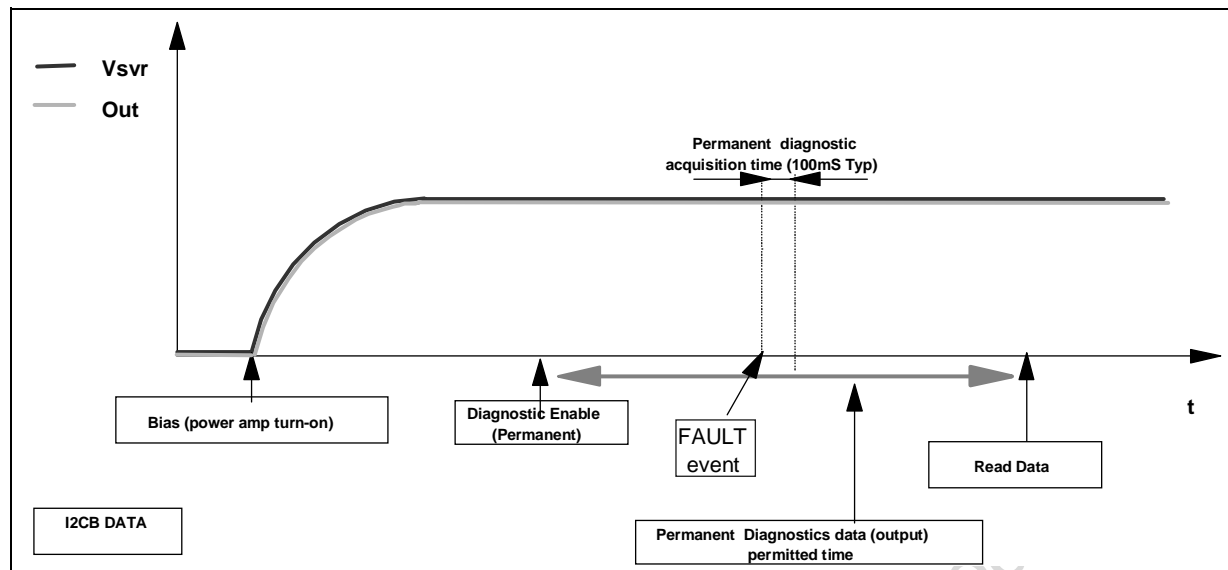 Vsvr
Out
Permanent diagnostic
acquisition time (100mS Typ)
Bias (power amp turn-on)
Diagnostic Enable
(Permanent)
FAULT
event
t
Read Data
I2CB DATA
Permanent Diagnostics data (output)
permitted time